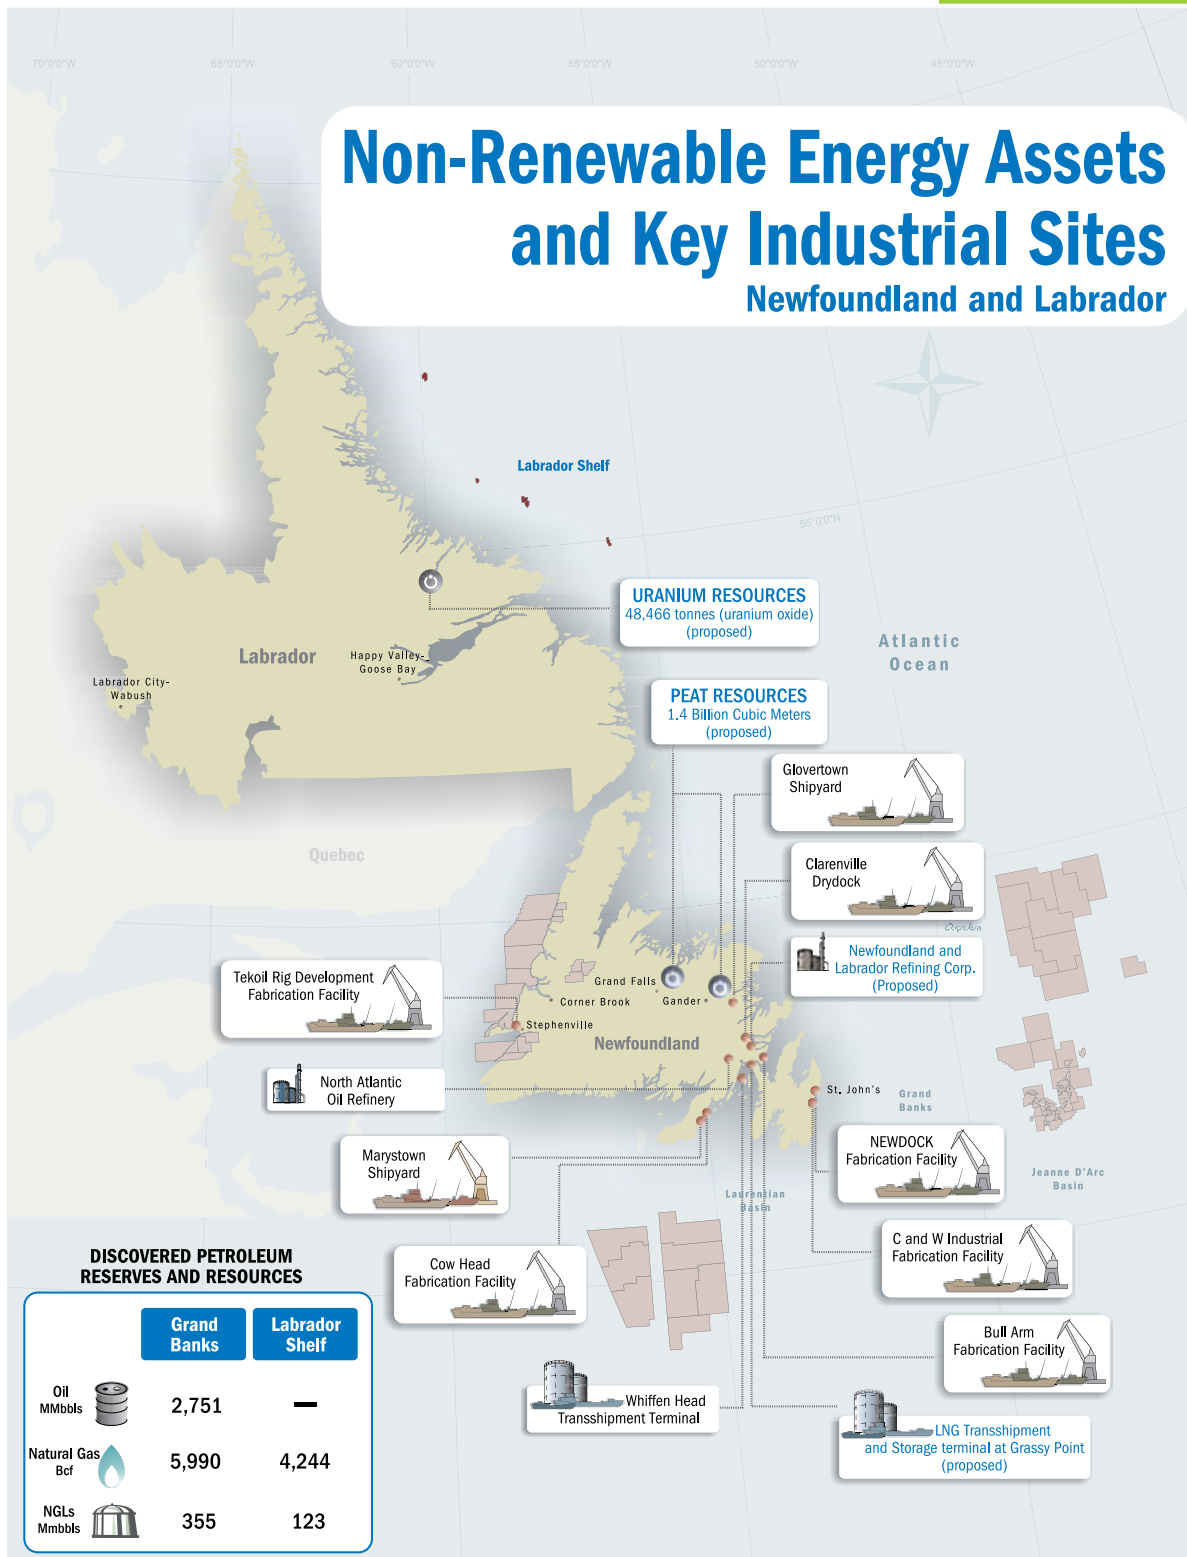 70°0'0"W
65°0'0"W
60°0'0"W
55°0'0"W
50°0'0"W
45°0'0"W
Non-Renewable Energy Assets
and Key Industrial Sites
Newfoundland and Labrador
Labrador Shelf
55°0'0"N
URANIUM RESOURCES
48,466 tonnes (uranium oxide)
(proposed)
Atlantic
Ocean
Labrador
Happy Valley-
Goose Bay
Labrador City-
Wabush
PEAT RESOURCES
1.4 Billion Cubic Meters
(proposed)
Glovertown
Shipyard
Quebec
Clarenville
Drydock
Newfoundland and
Labrador Refining Corp.
(Proposed)
Tekoil Rig Development
Fabrication Facility
Grand Falls
Corner Brook
Gander
Stephenville
Newfoundland
North Atlantic
Oil Refinery
St. John's
Grand
Banks
Marystown
Shipyard
NEWDOCK
Fabrication Facility
Jeanne D'Arc
Basin
Laurentian
Basin
C and W Industrial
Fabrication Facility
Cow Head
Fabrication Facility
Bull Arm
Fabrication Facility
Whiffen Head
Transshipment Terminal
LNG Transshipment
and Storage terminal at Grassy Point
(proposed)
DISCOVERED PETROLEUM
RESERVES AND RESOURCES
Grand
Banks
Labrador
Shelf
Oil
MMbbls
2,751
—
Natural Gas
Bcf
5,990
4,244
NGLs
Mmbbls
355
123